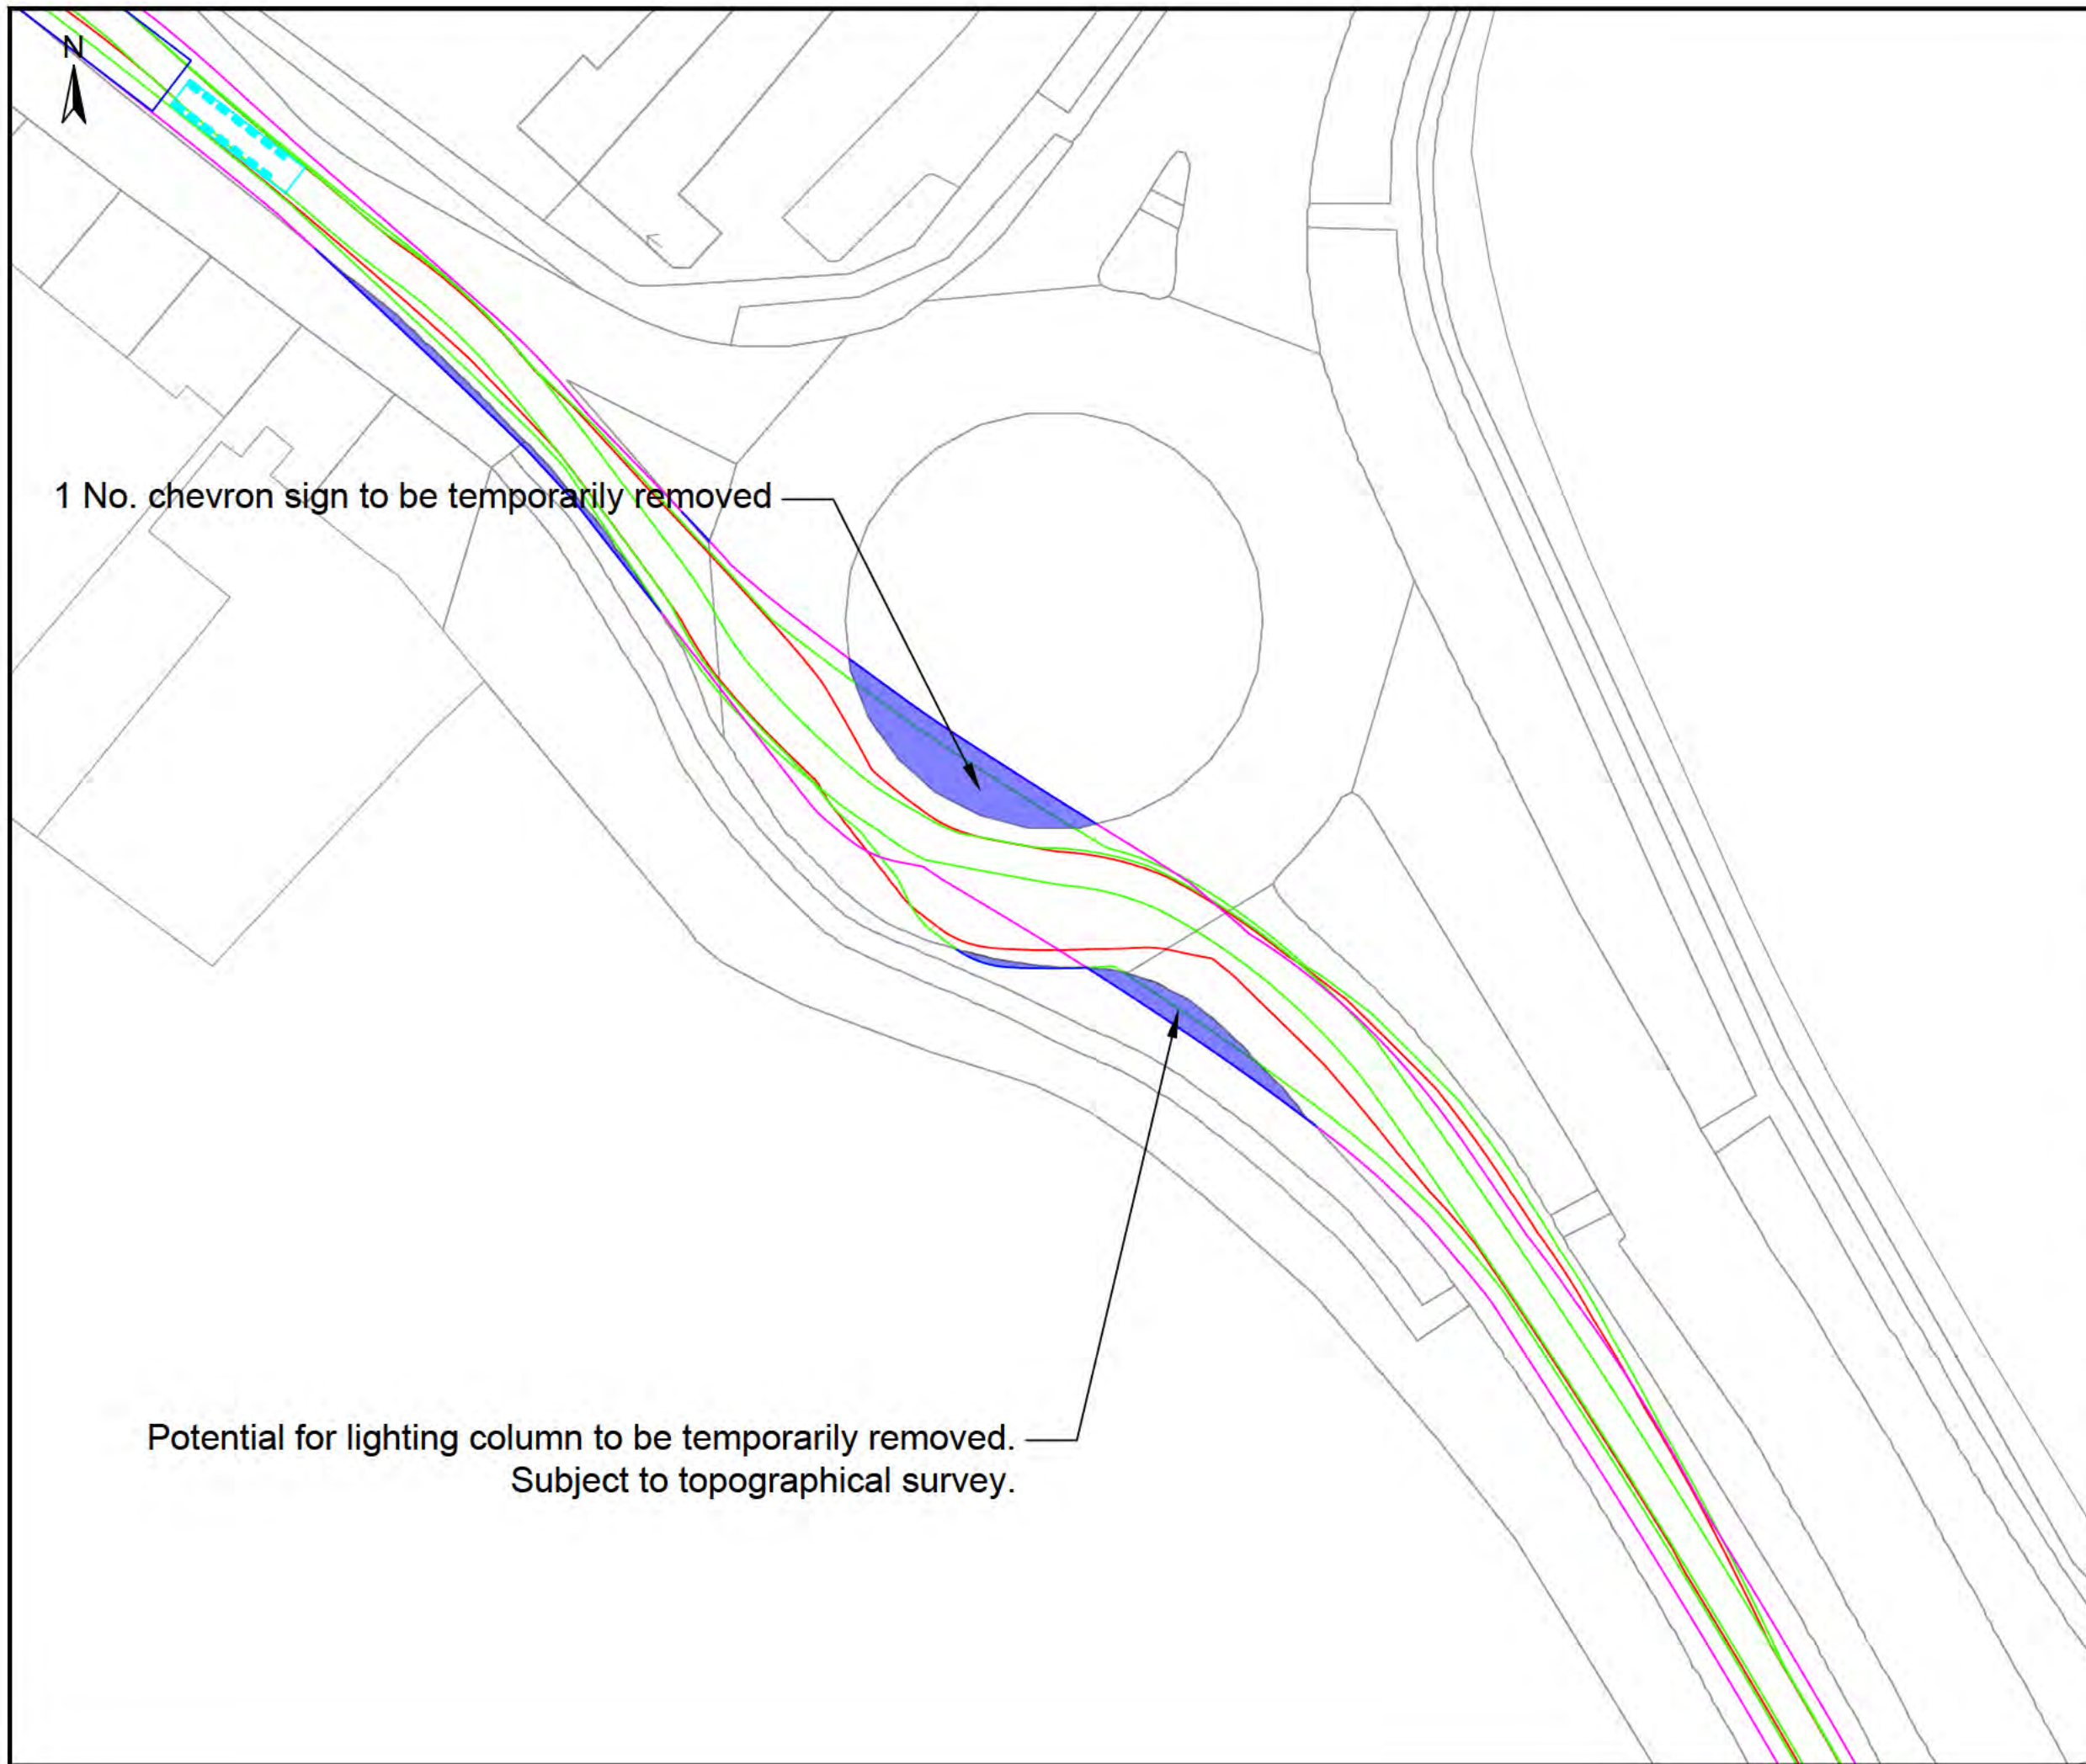 N
1 No. chevron sign to be temporarily removed
Potential for lighting column to be temporarily removed.
Subject to topographical survey.